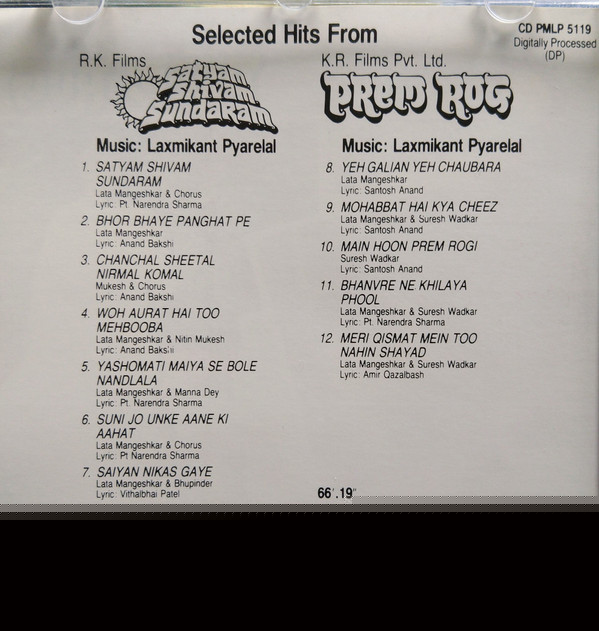 Selected Hits From
CD PMLP 5119
Digitally Processed
(DP)
R.K. Films
Satyam
Shivam
Sundaram
Music: Laxmikant Pyarelal
1. SATYAM SHIVAM
SUNDARAM
Lata Mangeshkar & Chorus
Lyric: Pt. Narendra Sharma
2. BHOR BHAYE PANGHAT PE
Lata Mangeshkar
Lyric: Anand Bakshi
3. CHANCHAL SHEETAL
NIRMAL KOMAL
Mukesh & Chorus
Lyric: Anand Bakshi
4. WOH AURAT HAI TOO
MEHBOOBA
Lata Mangeshkar & Nitin Mukesh
Lyric: Anand Bakshi
5. YASHOMATI MAIYA SE BOLE
NANDLALA
Lata Mangeshkar & Manna Dey
Lyric: Pt. Narendra Sharma
6. SUNI JO UNKE AANE KI
AAHAT
Lata Mangeshkar & Chorus
Lyric: Pt Narendra Sharma
7. SAIYAN NIKAS GAYE
Lata Mangeshkar & Bhupinder
Lyric: Vithalbhai Patel
K.R. Films Pvt. Ltd.
PREM ROG
Music: Laxmikant Pyarelal
8. YEH GALIAN YEH CHAUBARA
Lata Mangeshkar
Lyric: Santosh Anand
9. MOHABBAT HAI KYA CHEEZ
Lata Mangeshkar & Suresh Wadkar
Lyric: Santosh Anand
10. MAIN HOON PREM ROGI
Suresh Wadkar
Lyric: Santosh Anand
11. BHANVRE NE KHILAYA
PHOOL
Lata Mangeshkar & Suresh Wadkar
Lyric: Pt. Narendra Sharma
12. MERI QISMAT MEIN TOO
NAHIN SHAYAD
Lata Mangeshkar & Suresh Wadkar
Lyric: Amir Qazalbash
66'.19"